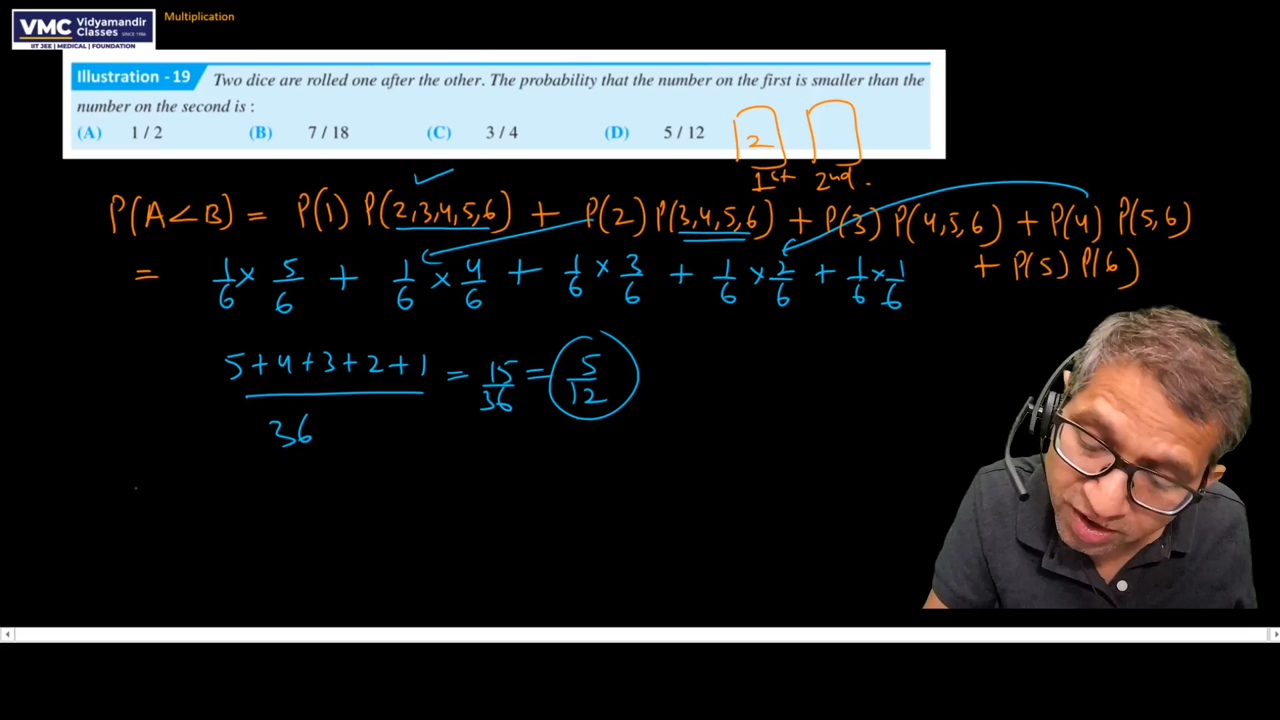 Multiplication
VMC Vidyamandir Classes SINCE 1986
IIT JEE | MEDICAL | FOUNDATION
Illustration - 19 Two dice are rolled one after the other. The probability that the number on the first is smaller than the
number on the second is :
(A) 1 / 2 (B) 7 / 18 (C) 3 / 4 (D) 5 / 12
2
1st 2nd.
P(A<B) = P(1) P(2,3,4,5,6) + P(2) P(3,4,5,6) + P(3) P(4,5,6) + P(4) P(5,6)
+ P(5) P(6)
= 1/6 × 5/6 + 1/6 × 4/6 + 1/6 × 3/6 + 1/6 × 2/6 + 1/6 × 1/6
5+4+3+2+1 / 36 = 15/36 = 5/12